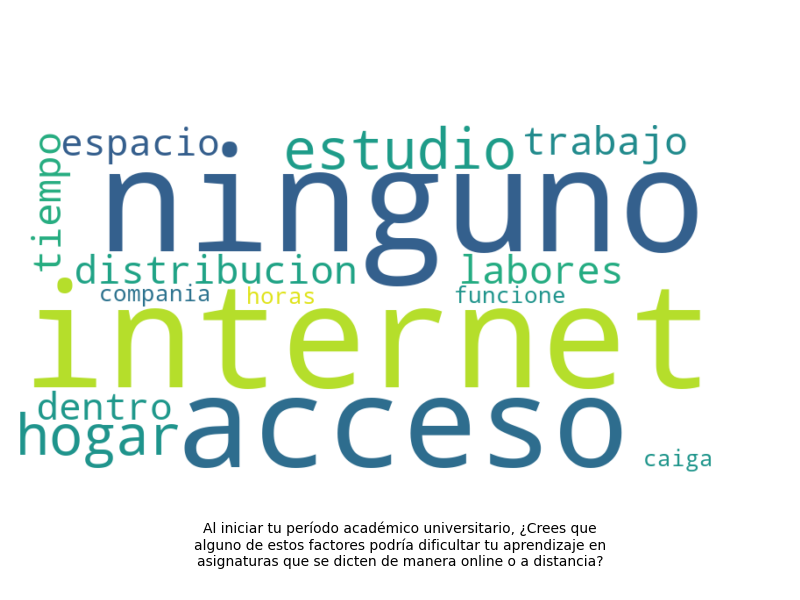 tiempo
espacio
estudio
trabajo
ninguno
distribucion
labores
compania
horas
funcione
internet
dentro
acceso
hogar
caiga
Al iniciar tu período académico universitario, ¿Crees que
alguno de estos factores podría dificultar tu aprendizaje en
asignaturas que se dicten de manera online o a distancia?